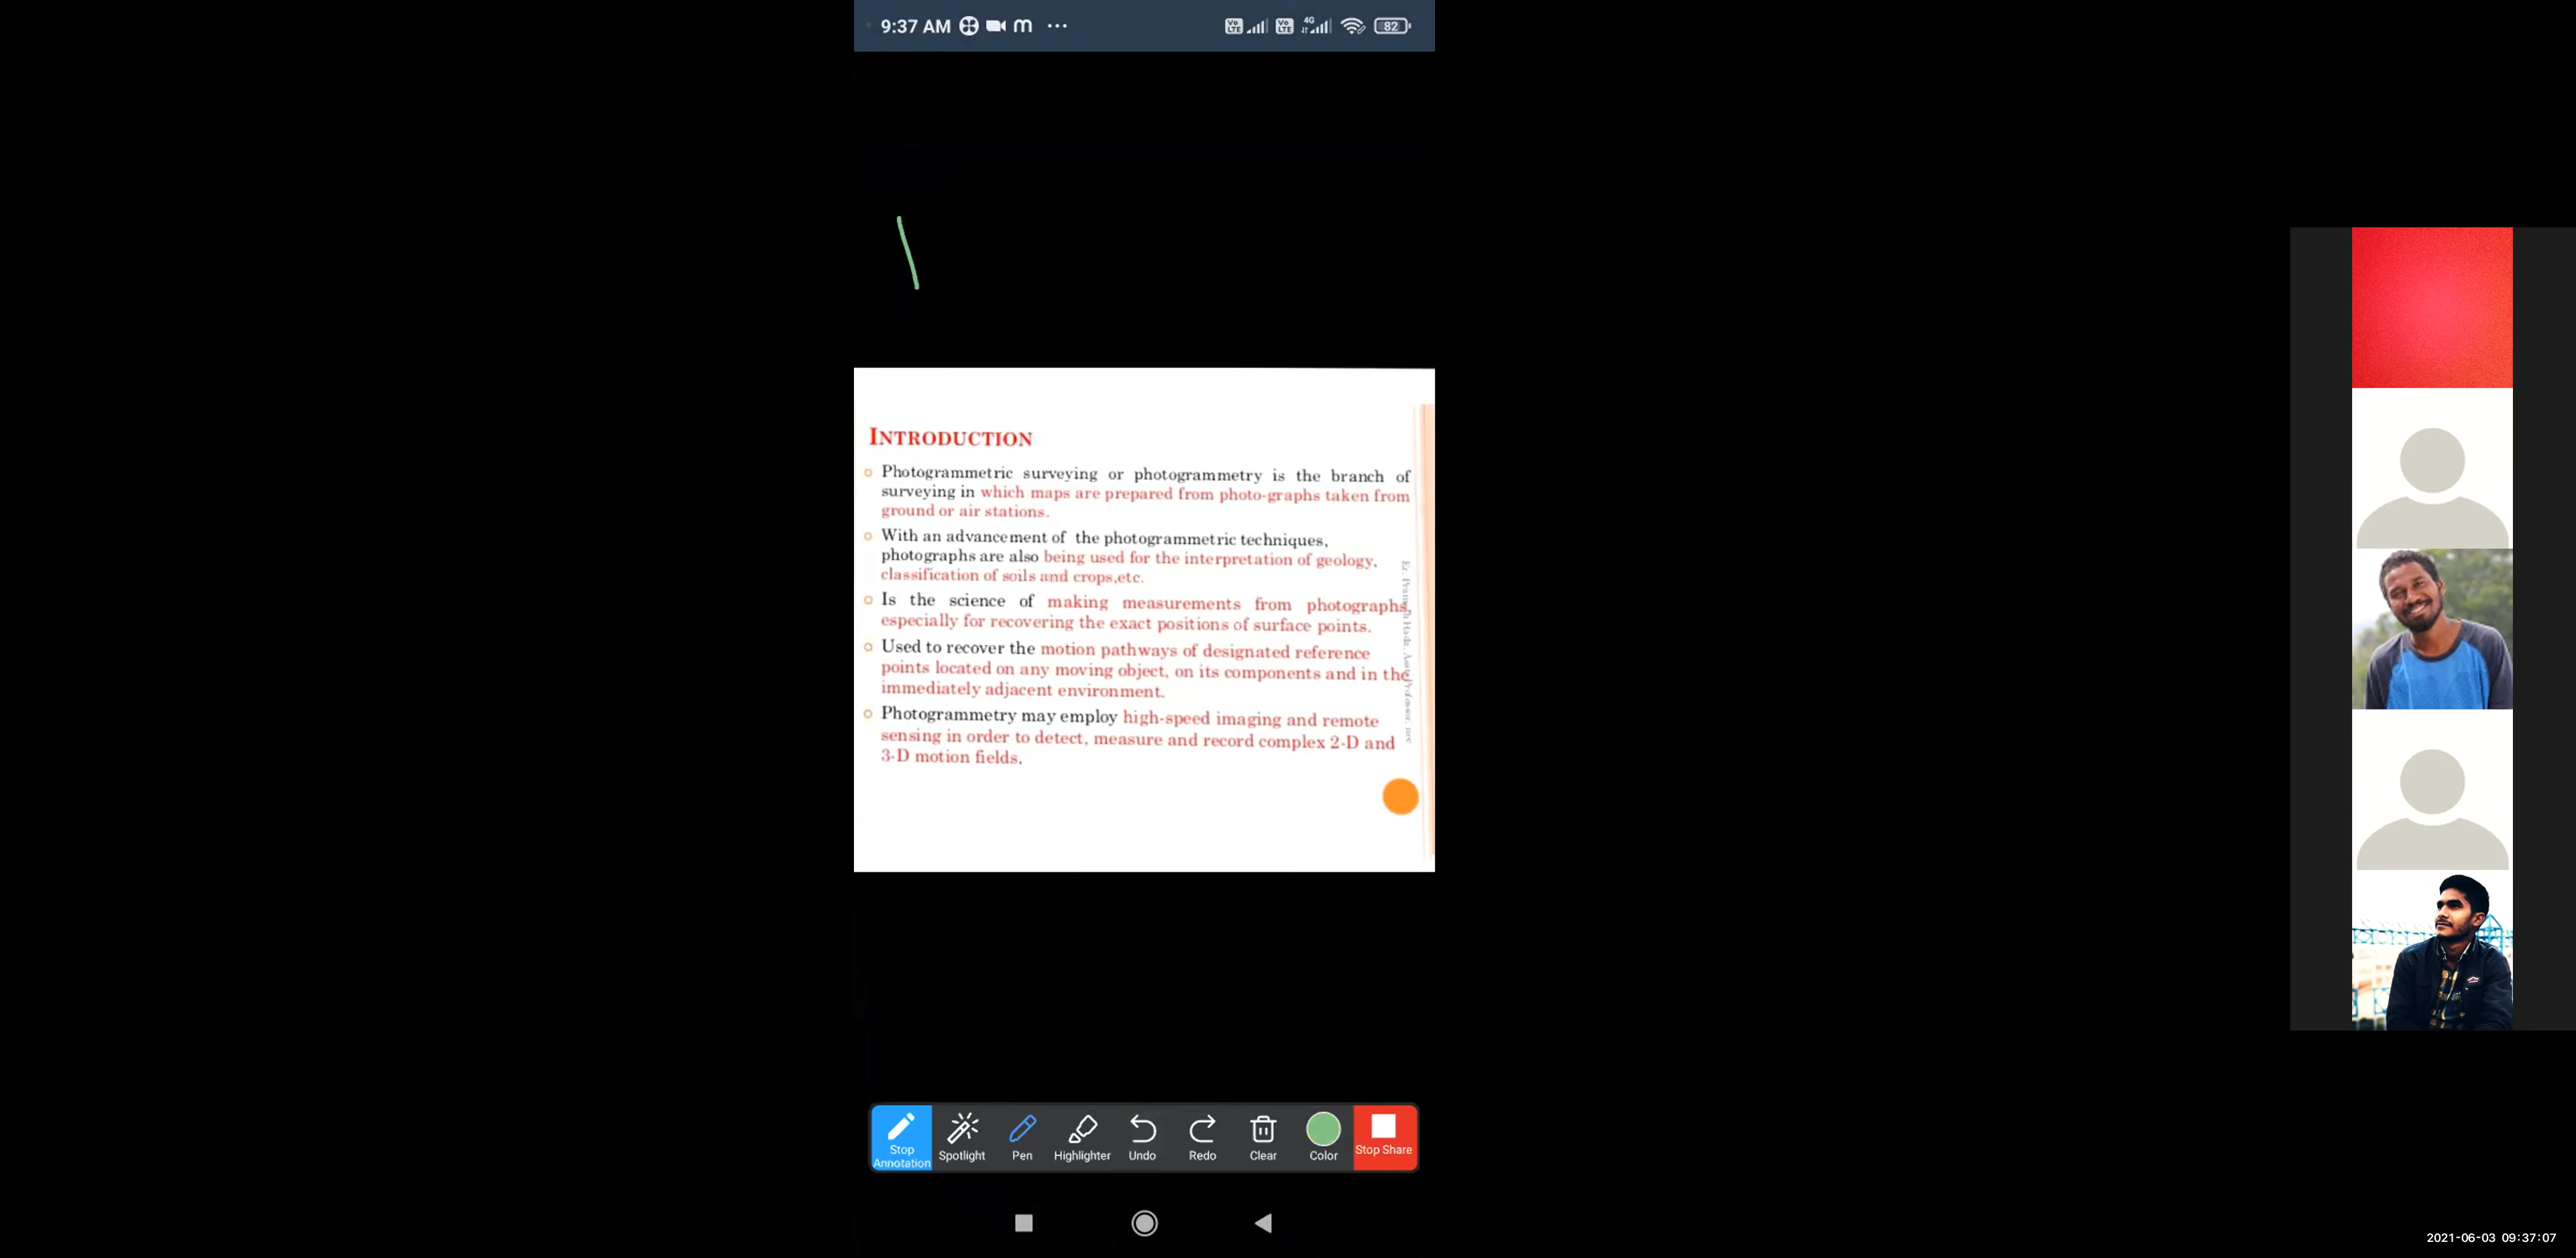 9:37 AM
82
INTRODUCTION
Photogrammetric surveying or photogrammetry is the branch of
surveying in which maps are prepared from photo-graphs taken from
ground or air stations.
With an advancement of the photogrammetric techniques,
photographs are also being used for the interpretation of geology,
classification of soils and crops,etc.
Is the science of making measurements from photographs,
especially for recovering the exact positions of surface points.
Used to recover the motion pathways of designated reference
points located on any moving object, on its components and in the
immediately adjacent environment.
Photogrammetry may employ high-speed imaging and remote
sensing in order to detect, measure and record complex 2-D and
3-D motion fields.
Stop
Annotation
Spotlight
Pen
Highlighter
Undo
Redo
Clear
Color
Stop Share
2021-06-03 09:37:07